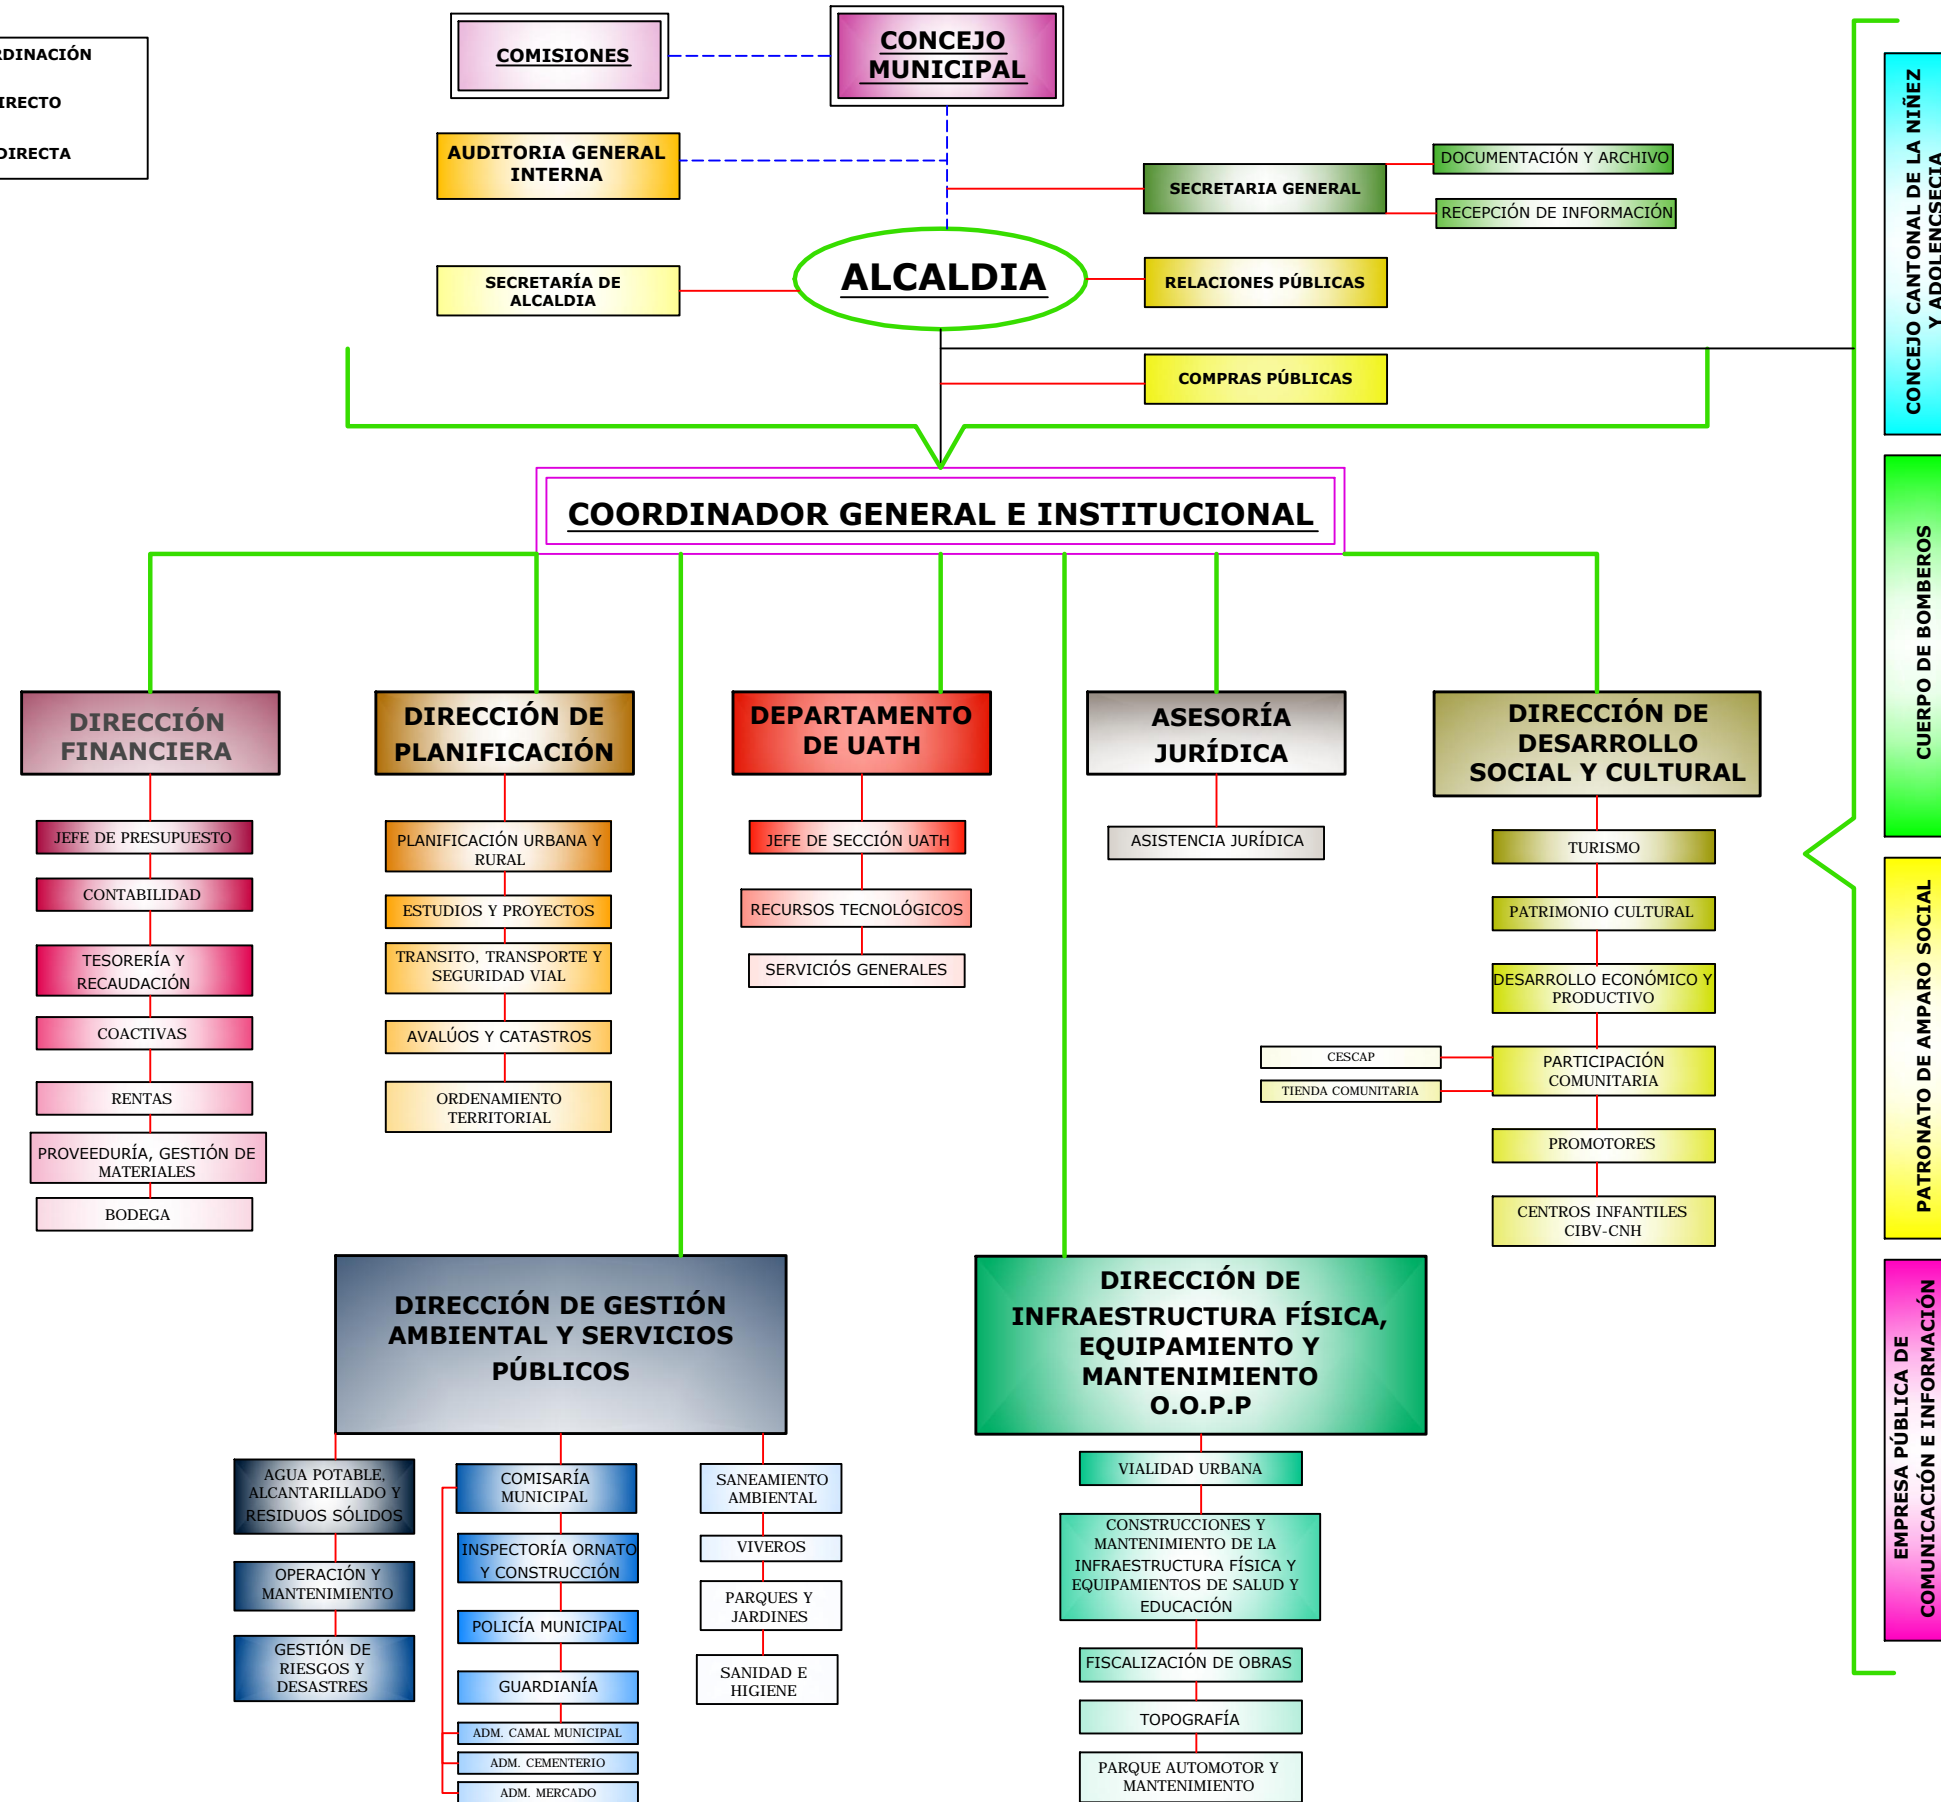 COMISIONES
CONCEJO
MUNICIPAL
AUDITORIA GENERAL
INTERNA
SECRETARIA GENERAL
DOCUMENTACIÓN Y ARCHIVO
RECEPCIÓN DE INFORMACIÓN
SECRETARÍA DE
ALCALDIA
ALCALDIA
RELACIONES PÚBLICAS
COMPRAS PÚBLICAS
COORDINADOR GENERAL E INSTITUCIONAL
DIRECCIÓN
FINANCIERA
JEFE DE PRESUPUESTO
CONTABILIDAD
TESORERÍA Y
RECAUDACIÓN
COACTIVAS
RENTAS
PROVEEDURÍA, GESTIÓN DE
MATERIALES
BODEGA
DIRECCIÓN DE
PLANIFICACIÓN
PLANIFICACIÓN URBANA Y
RURAL
ESTUDIOS Y PROYECTOS
TRANSITO, TRANSPORTE Y
SEGURIDAD VIAL
AVALÚOS Y CATASTROS
ORDENAMIENTO
TERRITORIAL
DEPARTAMENTO
DE UATH
JEFE DE SECCIÓN UATH
RECURSOS TECNOLÓGICOS
SERVICIÓS GENERALES
ASESORÍA
JURÍDICA
ASISTENCIA JURÍDICA
DIRECCIÓN DE
DESARROLLO
SOCIAL Y CULTURAL
TURISMO
PATRIMONIO CULTURAL
DESARROLLO ECONÓMICO Y
PRODUCTIVO
CESCAP
TIENDA COMUNITARIA
PARTICIPACIÓN
COMUNITARIA
PROMOTORES
CENTROS INFANTILES
CIBV-CNH
DIRECCIÓN DE GESTIÓN
AMBIENTAL Y SERVICIOS
PÚBLICOS
AGUA POTABLE,
ALCANTARILLADO Y
RESIDUOS SÓLIDOS
OPERACIÓN Y
MANTENIMIENTO
GESTIÓN DE
RIESGOS Y
DESASTRES
COMISARÍA
MUNICIPAL
INSPECTORÍA ORNATO
Y CONSTRUCCIÓN
POLICÍA MUNICIPAL
GUARDIANÍA
ADM. CAMAL MUNICIPAL
ADM. CEMENTERIO
ADM. MERCADO
SANEAMIENTO
AMBIENTAL
VIVEROS
PARQUES Y
JARDINES
SANIDAD E
HIGIENE
DIRECCIÓN DE
INFRAESTRUCTURA FÍSICA,
EQUIPAMIENTO Y
MANTENIMIENTO
O.O.P.P
VIALIDAD URBANA
CONSTRUCCIONES Y
MANTENIMIENTO DE LA
INFRAESTRUCTURA FÍSICA Y
EQUIPAMIENTOS DE SALUD Y
EDUCACIÓN
FISCALIZACIÓN DE OBRAS
TOPOGRAFÍA
PARQUE AUTOMOTOR Y
MANTENIMIENTO
CONCEJO CANTONAL DE LA NIÑEZ
Y ADOLENCSECIA
CUERPO DE BOMBEROS
PATRONATO DE AMPARO SOCIAL
EMPRESA PÚBLICA DE
COMUNICACIÓN E INFORMACIÓN